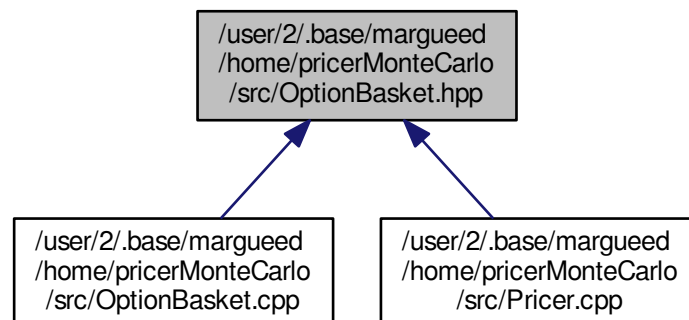 /user/2/.base/margueed
/home/pricerMonteCarlo
/src/OptionBasket.hpp
/user/2/.base/margueed
/home/pricerMonteCarlo
/src/OptionBasket.cpp
/user/2/.base/margueed
/home/pricerMonteCarlo
/src/Pricer.cpp